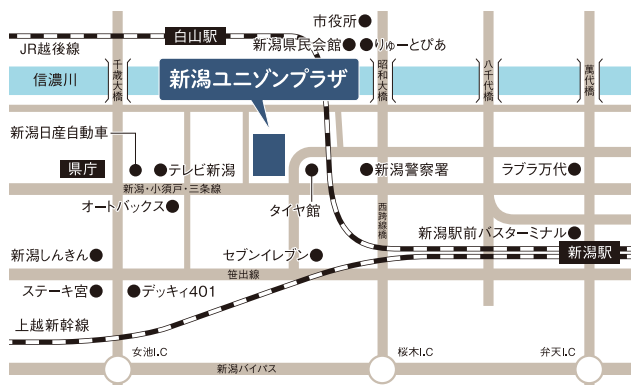 市役所
白山駅
JR越後線
新潟県民会館
りゅーとぴあ
千歳大橋
昭和大橋
八千代橋
萬代橋
信濃川
新潟ユニゾンプラザ
新潟日産自動車
県庁
テレビ新潟
新潟警察署
ラブラ万代
新潟・小須戸・三条線
タイヤ館
オートバックス
西跨線橋
新潟駅前バスターミナル
新潟しんきん
セブンイレブン
新潟駅
笹出線
ステーキ宮
デッキィ401
上越新幹線
女池I.C
桜木I.C
弁天I.C
新潟バイパス